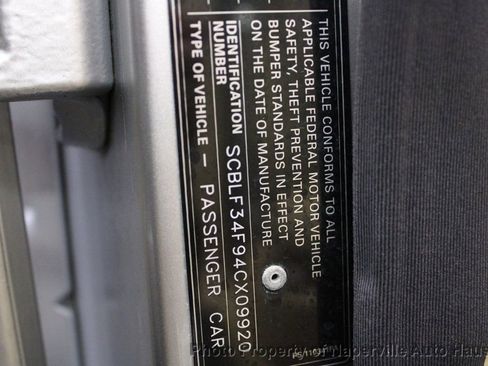 THIS VEHICLE CONFORMS TO ALL
APPLICABLE FEDERAL MOTOR VEHICLE
SAFETY, THEFT PREVENTION AND
BUMPER STANDARDS IN EFFECT
ON THE DATE OF MANUFACTURE
IDENTIFICATION SCBLF34F94CX09920
NUMBER
TYPE OF VEHICLE - PASSENGER CAR
Photo Property of Naperville Auto Haus